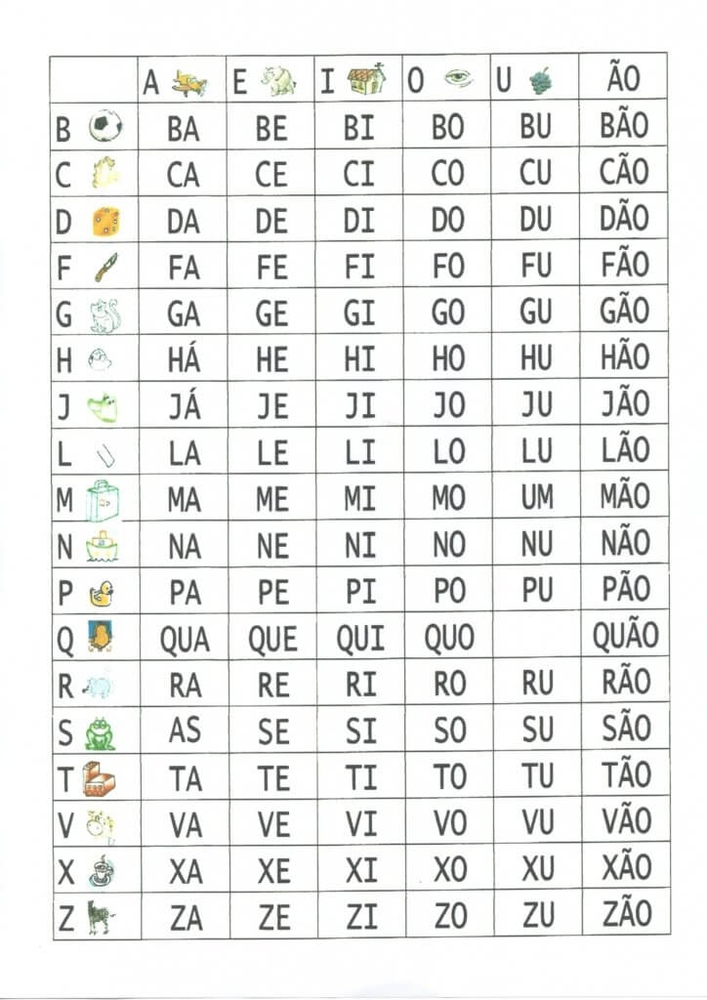 A E I O U ÃO
B BA BE BI BO BU BÃO
C CA CE CI CO CU CÃO
D DA DE DI DO DU DÃO
F FA FE FI FO FU FÃO
G GA GE GI GO GU GÃO
H HÁ HE HI HO HU HÃO
J JÁ JE JI JO JU JÃO
L LA LE LI LO LU LÃO
M MA ME MI MO UM MÃO
N NA NE NI NO NU NÃO
P PA PE PI PO PU PÃO
Q QUA QUE QUI QUO QUÃO
R RA RE RI RO RU RÃO
S AS SE SI SO SU SÃO
T TA TE TI TO TU TÃO
V VA VE VI VO VU VÃO
X XA XE XI XO XU XÃO
Z ZA ZE ZI ZO ZU ZÃO